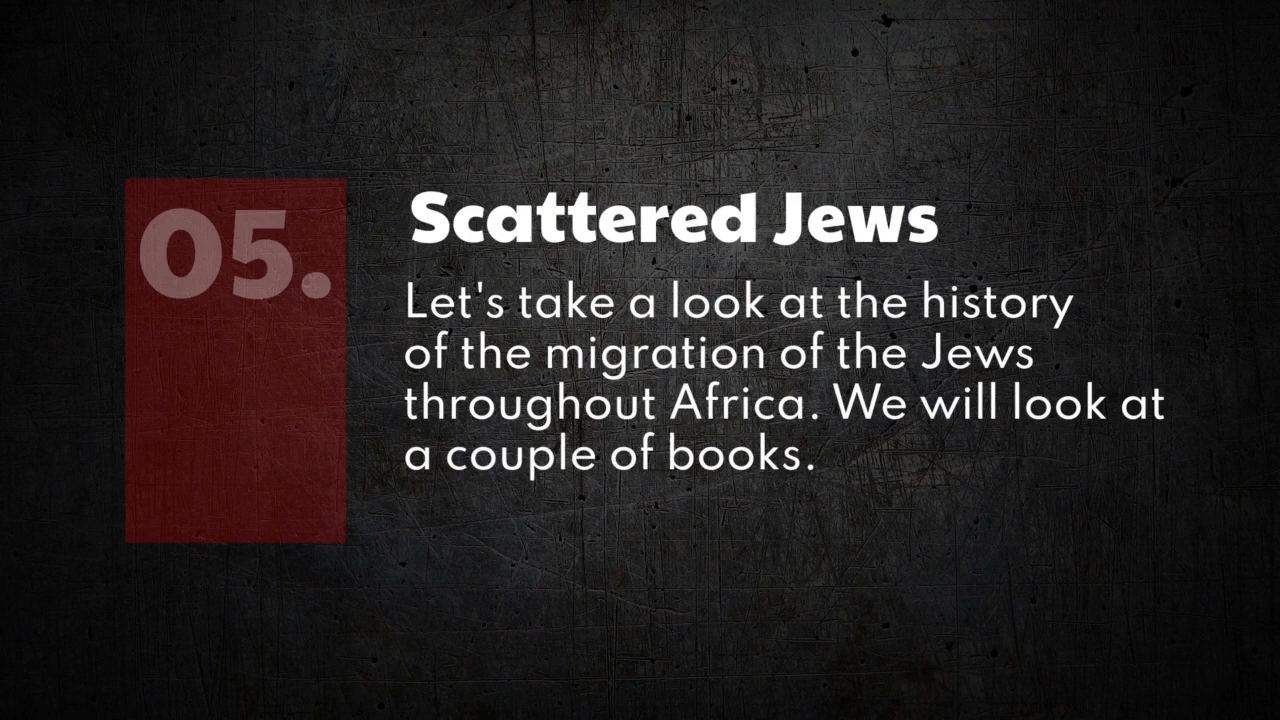 05.
Scattered Jews
Let's take a look at the history
of the migration of the Jews
throughout Africa. We will look at
a couple of books.